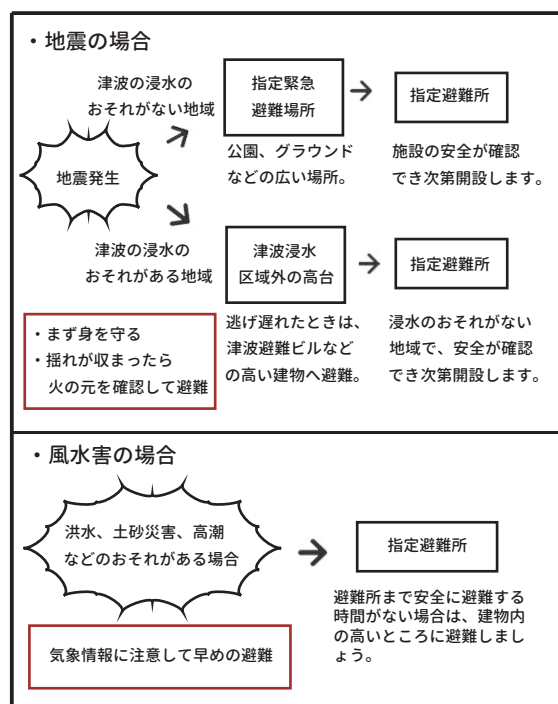 ・地震の場合
津波の浸水の
おそれがない地域
指定緊急
避難場所
指定避難所
公園、グラウンド
などの広い場所。
施設の安全が確認
でき次第開設します。
地震発生
津波の浸水の
おそれがある地域
津波浸水
区域外の高台
指定避難所
逃げ遅れたときは、
津波避難ビルなど
の高い建物へ避難。
浸水のおそれがない
地域で、安全が確認
でき次第開設します。
・まず身を守る
・揺れが収まったら
火の元を確認して避難
・風水害の場合
洪水、土砂災害、高潮
などのおそれがある場合
指定避難所
避難所まで安全に避難する
時間がない場合は、建物内
の高いところに避難しまし
ょう。
気象情報に注意して早めの避難